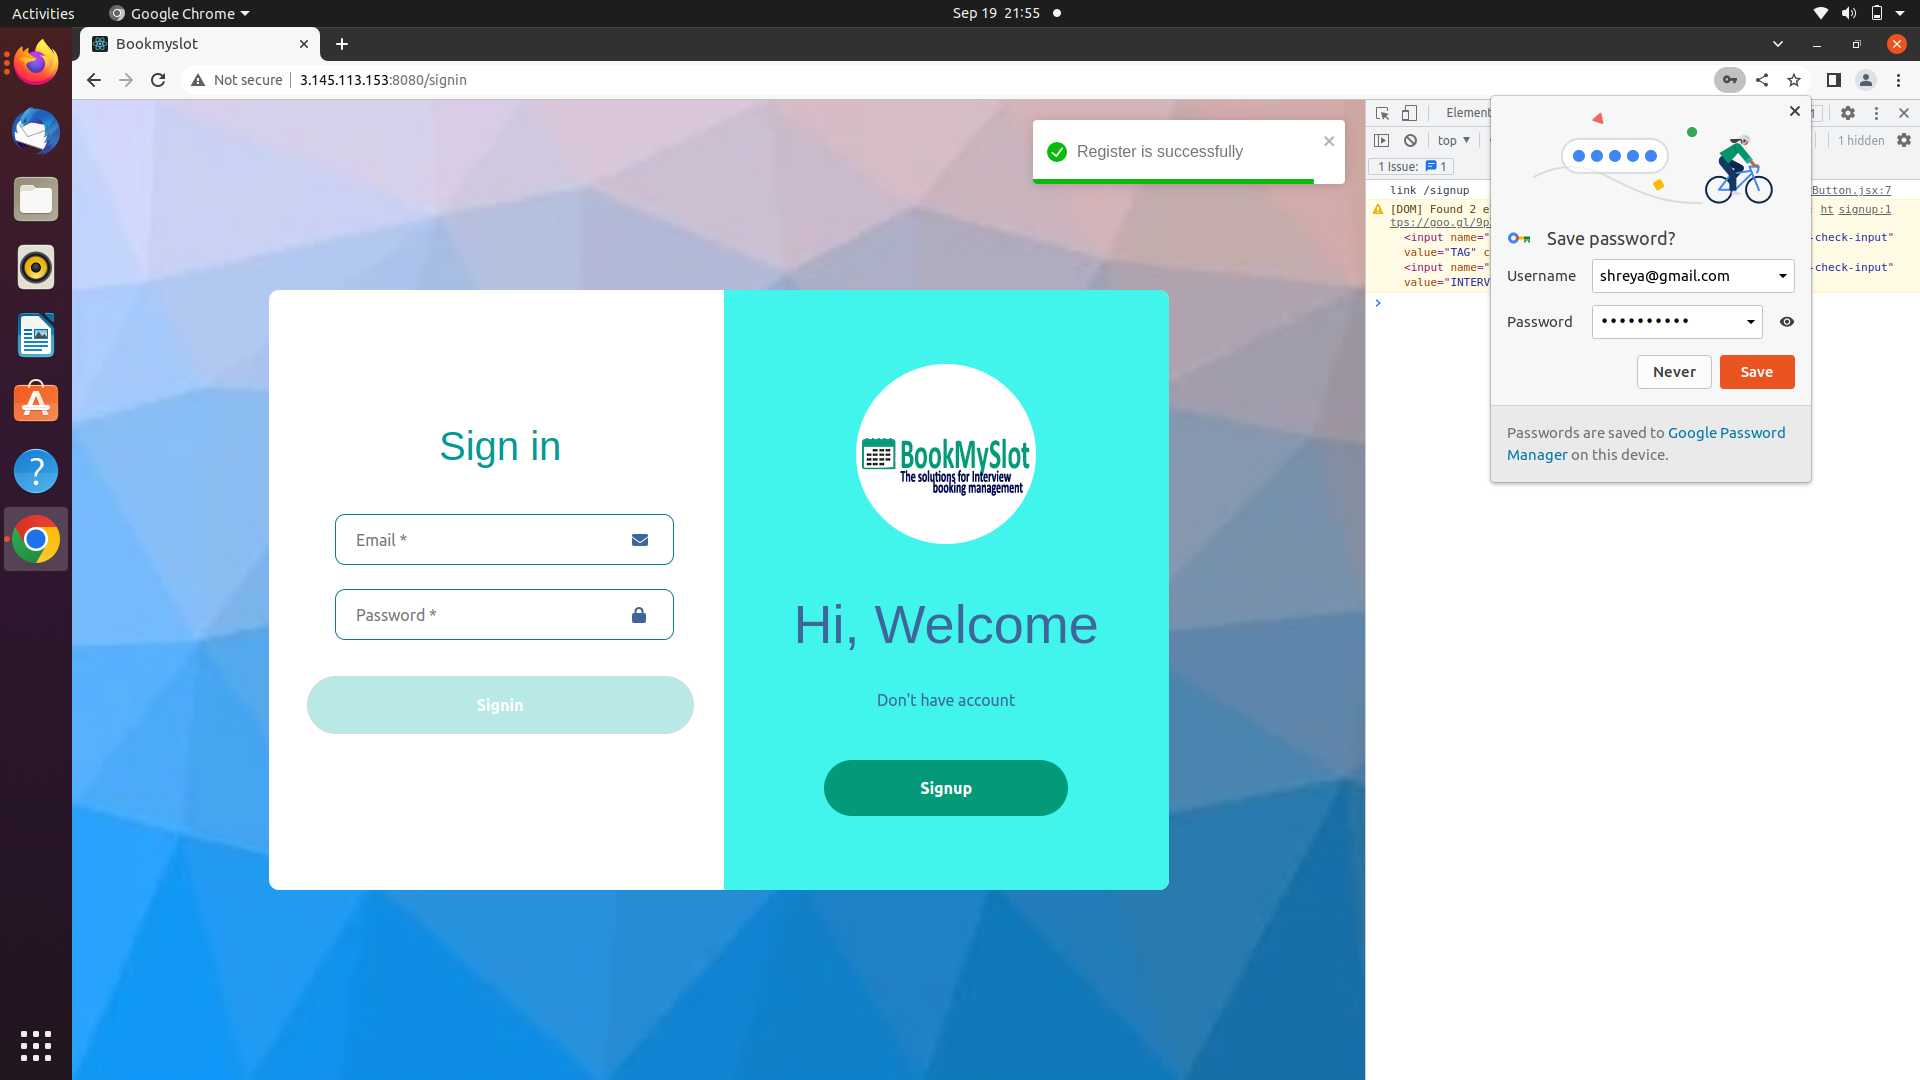 Activities
Google Chrome
Sep 19 21:55
Bookmyslot
Not secure
3.145.113.153:8080/signin
Register is successfully
Sign in
Email *
Password *
Signin
BookMySlot
The solutions for Interview
booking management
Hi, Welcome
Don't have account
Signup
Element
top
1 hidden
1 Issue: 1
link /signup
Button.jsx:7
[DOM] Found 2 e
ht signup:1
tps://goo.gl/9p
<input name="
-check-input"
value="TAG" c
<input name="
-check-input"
value="INTERV
Save password?
Username
shreya@gmail.com
Password
••••••••••
Never
Save
Passwords are saved to Google Password
Manager on this device.